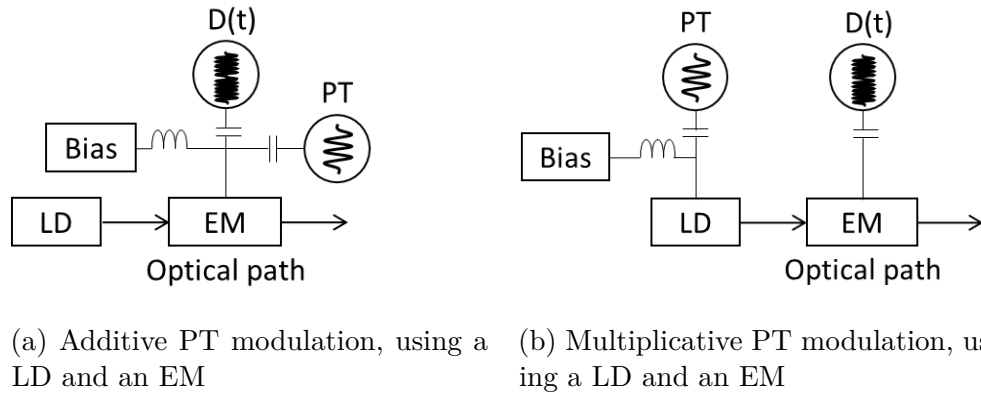 D(t)
PT
Bias
LD
EM
Optical path
(a) Additive PT modulation, using a
LD and an EM
PT
D(t)
Bias
LD
EM
Optical path
(b) Multiplicative PT modulation, us
ing a LD and an EM